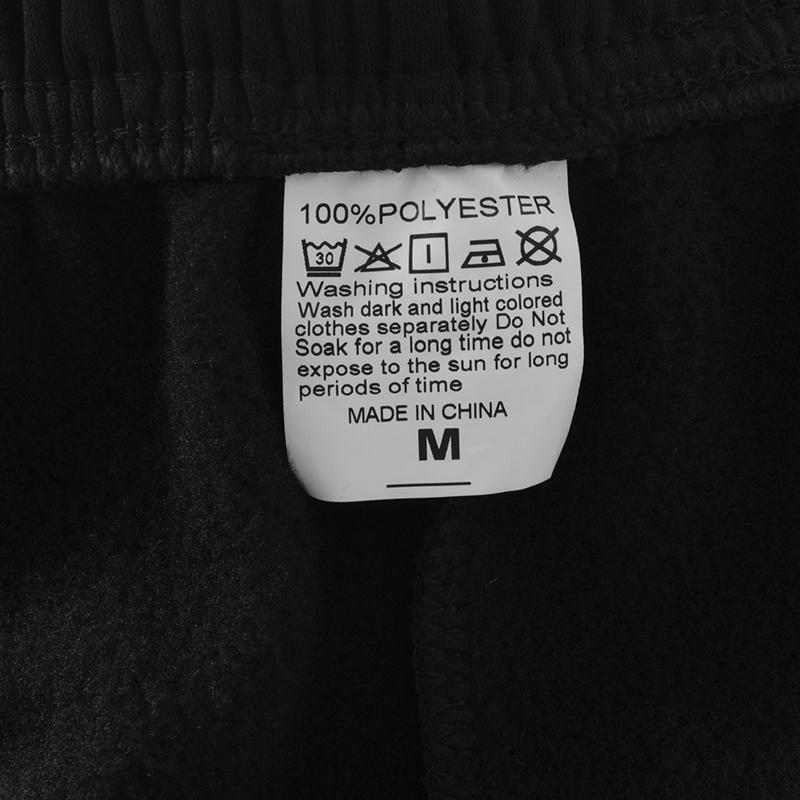 100%POLYESTER
30
Washing instructions
Wash dark and light colored
clothes separately Do Not
Soak for a long time do not
expose to the sun for long
periods of time
MADE IN CHINA
M